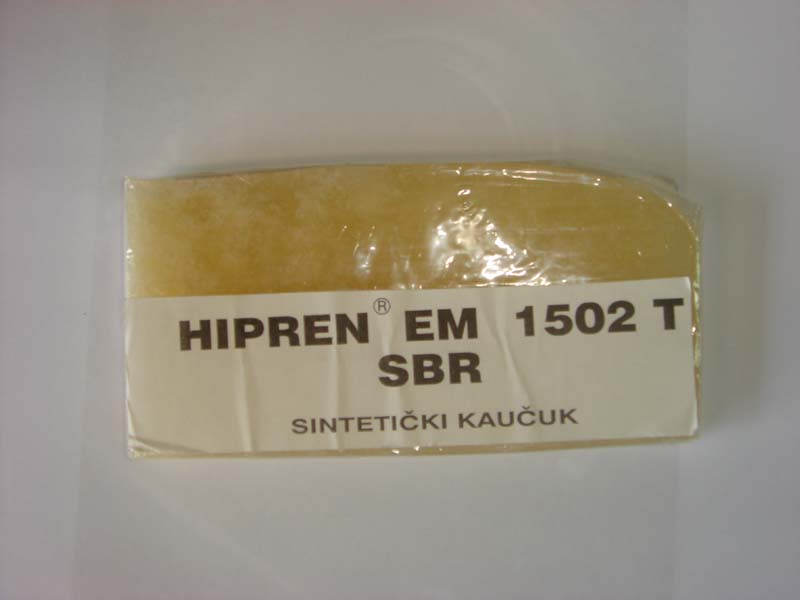 HIPREN® EM 1502 T
SBR
SINTETIČKI KAUČUK